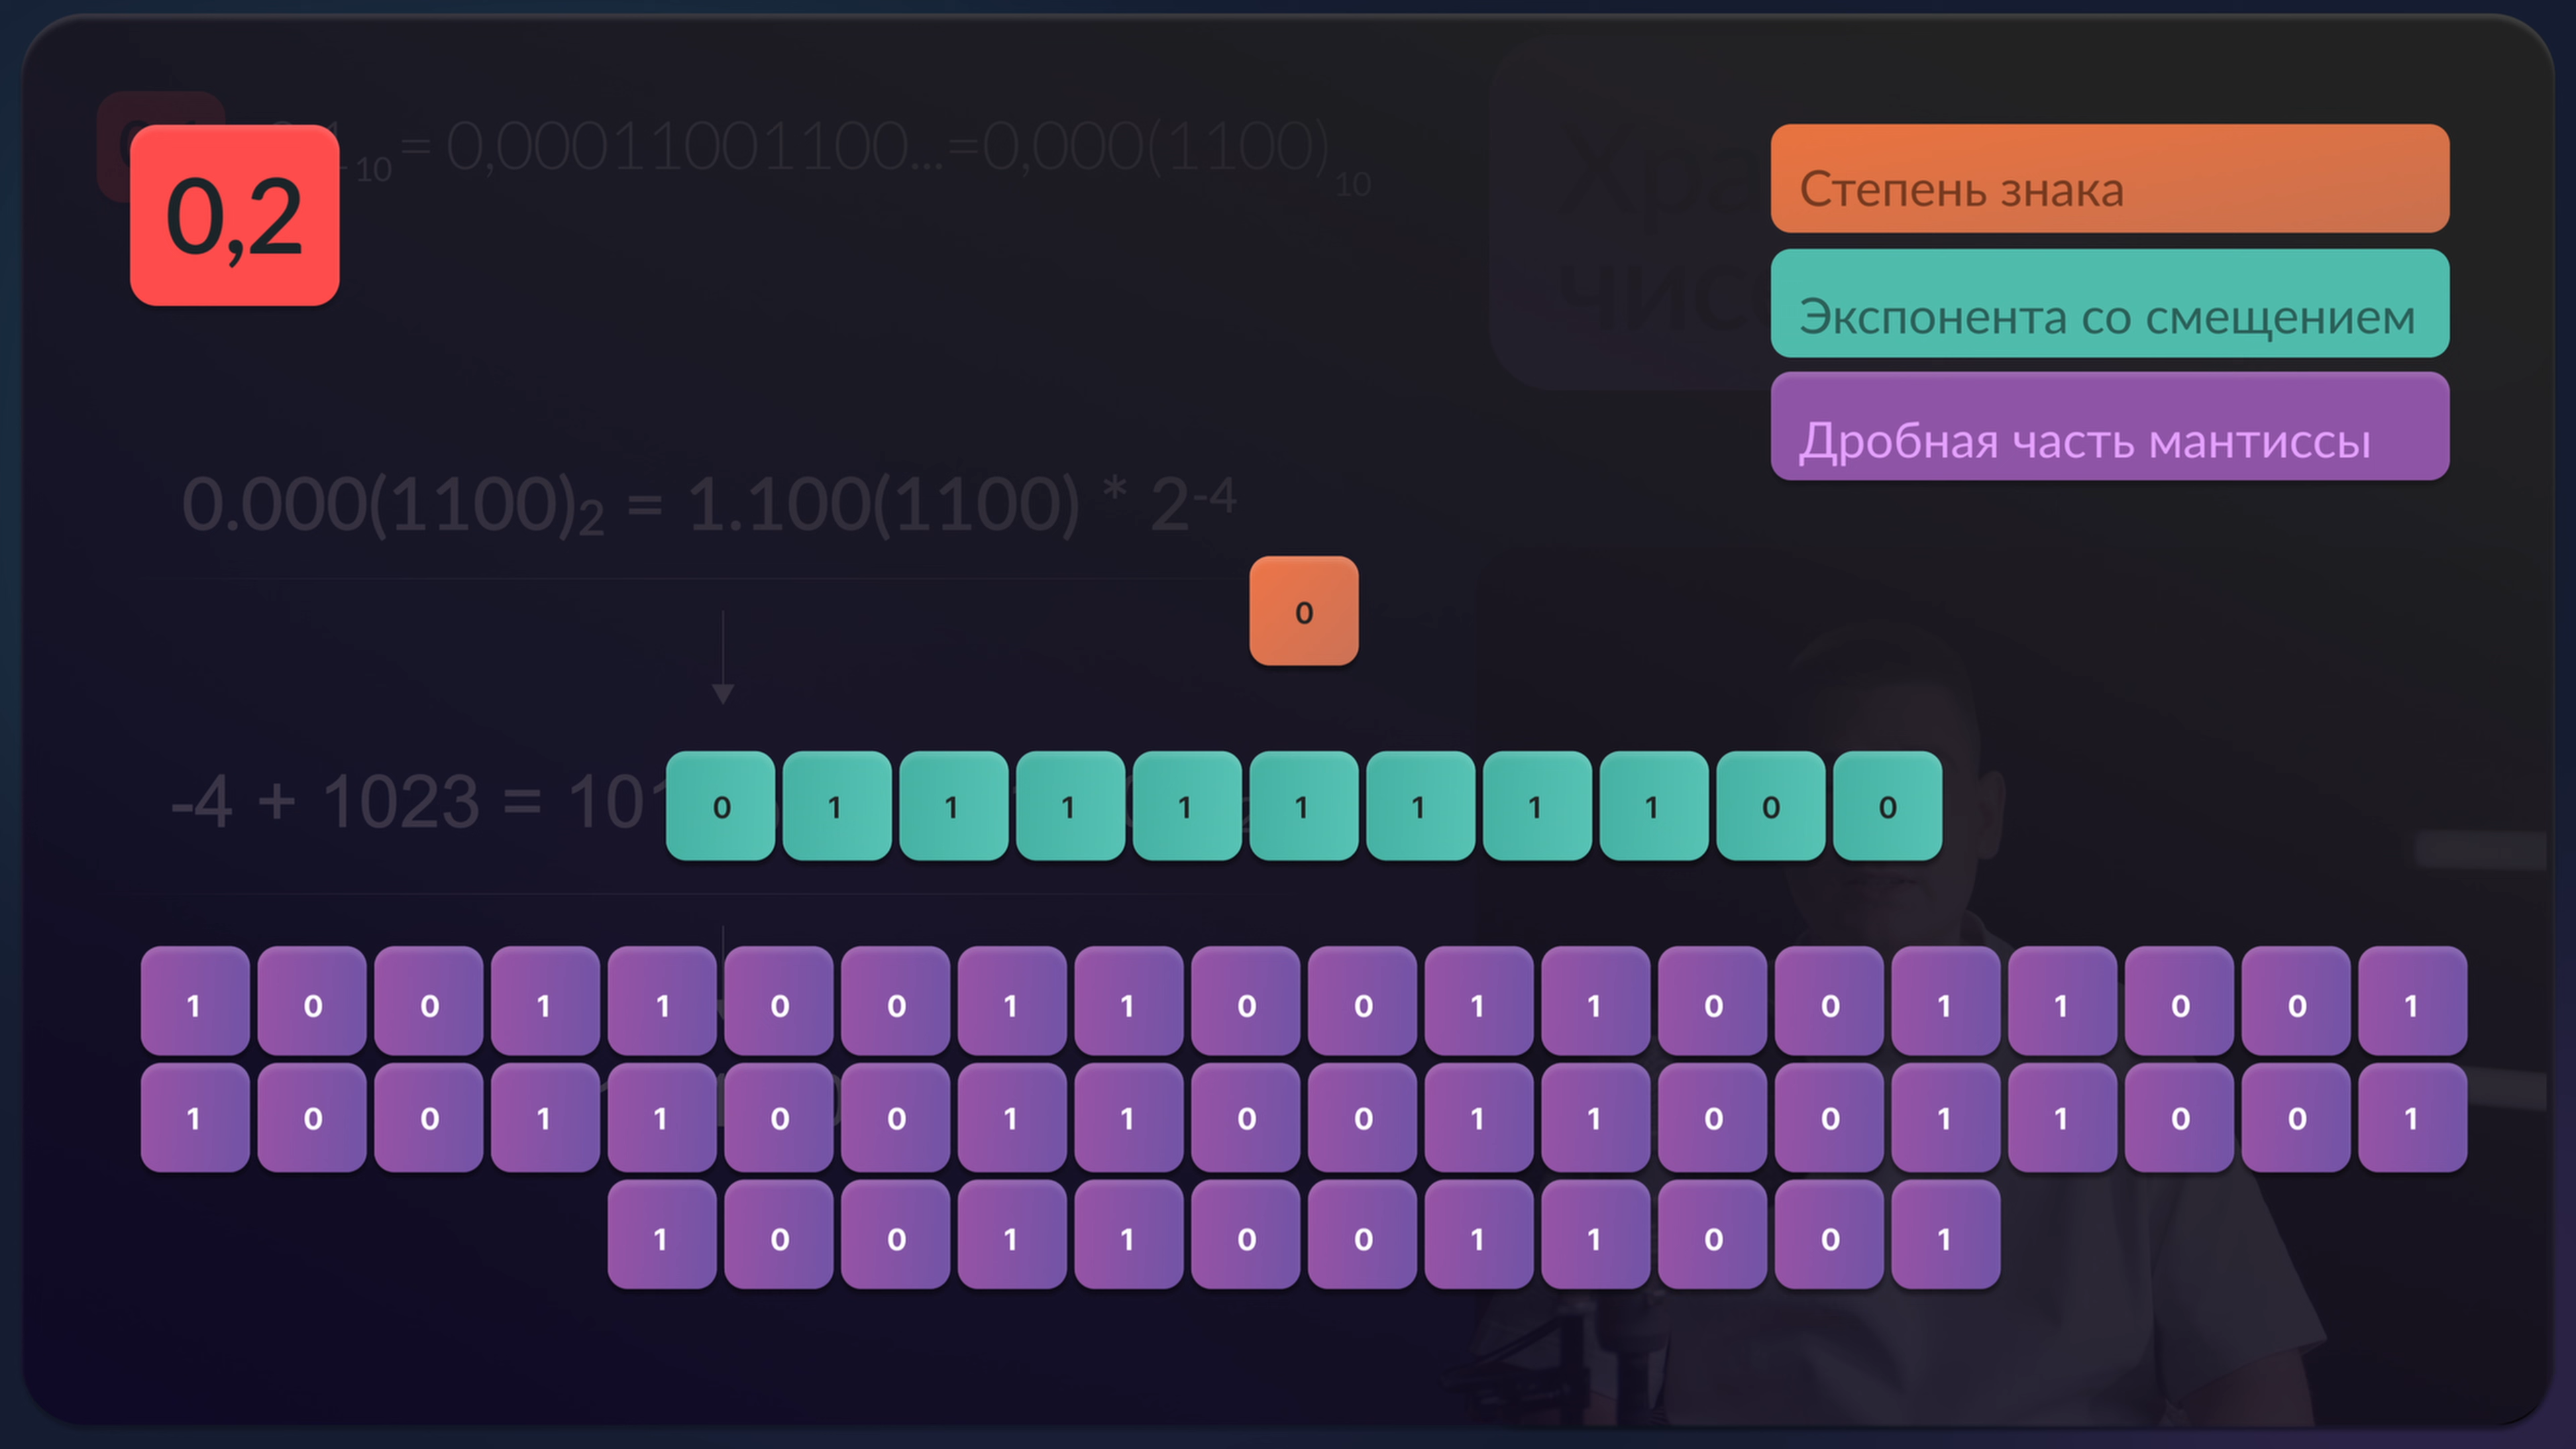 10 = 0,00011001100...=0,000(1100)10
0,2
Степень знака
Экспонента со смещением
Дробная часть мантиссы
0.000(1100)2 = 1.100(1100) * 2-4
0
-4 + 1023 = 101
0 1 1 1 1 1 1 1 1 0 0
1 0 0 1 1 0 0 1 1 0 0 1 1 0 0 1 1 0 0 1
1 0 0 1 1 0 0 1 1 0 0 1 1 0 0 1 1 0 0 1
1 0 0 1 1 0 0 1 1 0 0 1